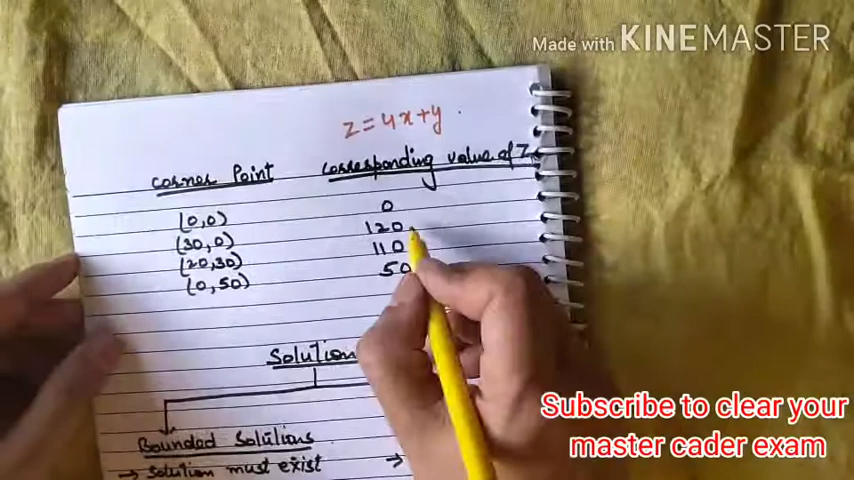 Made with KINEMASTER
Z = 4x+y
Corner Point Corresponding value of Z
(0,0) 0
(30,0) 120
(20,30) 110
(0,50) 50
Solution
Bounded Solutions
→ Solution must exist →
Subscribe to clear your
master cader exam